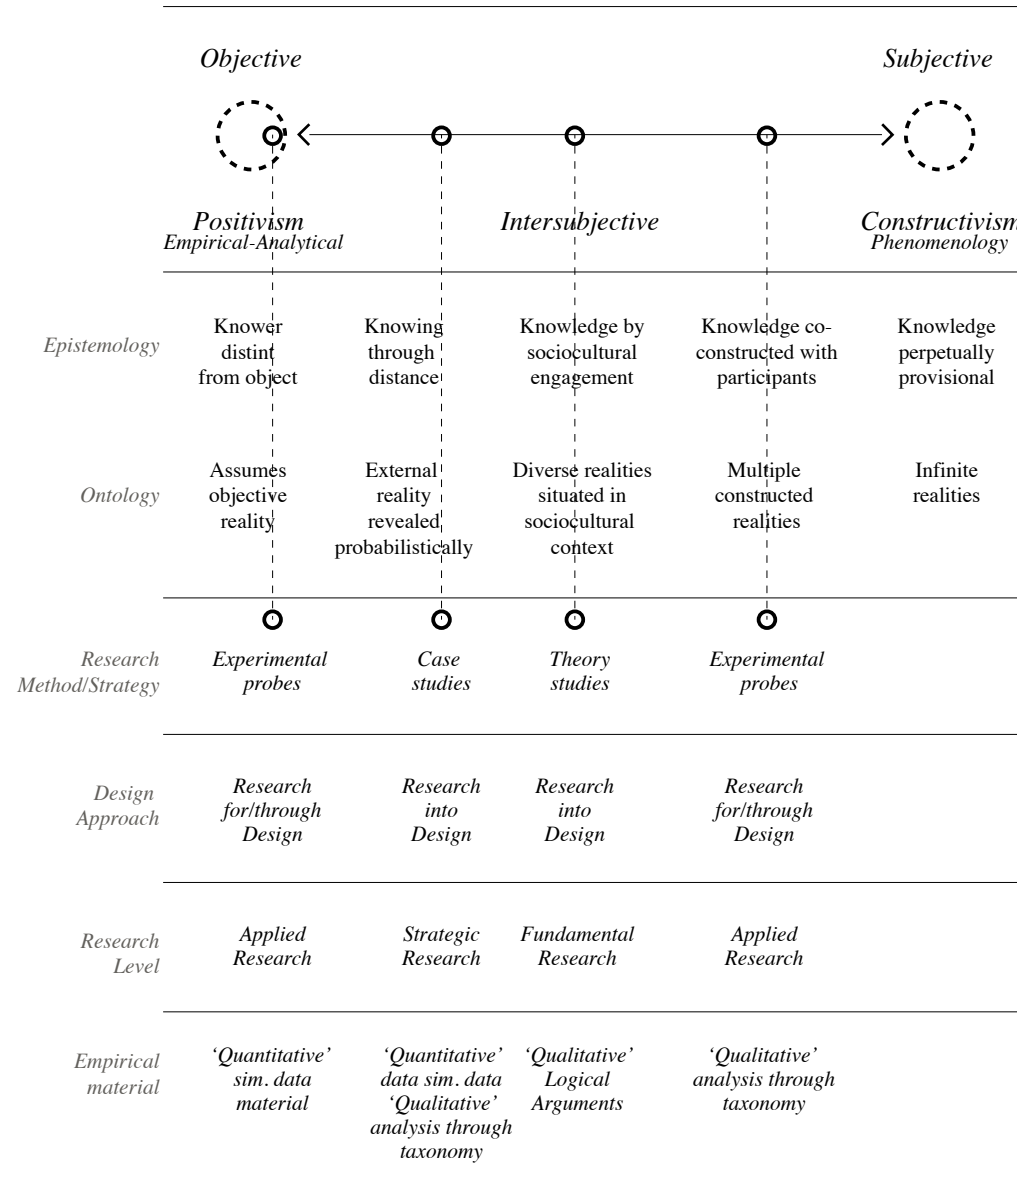 Objective
Subjective
Positivism
Empirical-Analytical
Intersubjective
Constructivism
Phenomenology
Epistemology
Knower
distint
from object
Knowing
through
distance
Knowledge by
sociocultural
engagement
Knowledge co-
constructed with
participants
Knowledge
perpetually
provisional
Ontology
Assumes
objective
reality
External
reality
revealed
probabilistically
Diverse realities
situated in
sociocultural
context
Multiple
constructed
realities
Infinite
realities
Research
Method/Strategy
Experimental
probes
Case
studies
Theory
studies
Experimental
probes
Design
Approach
Research
for/through
Design
Research
into
Design
Research
into
Design
Research
for/through
Design
Research
Level
Applied
Research
Strategic
Research
Fundamental
Research
Applied
Research
Empirical
material
‘Quantitative’
sim. data
material
‘Quantitative’
data sim. data
‘Qualitative’
analysis through
taxonomy
‘Qualitative’
Logical
Arguments
‘Qualitative’
analysis through
taxonomy